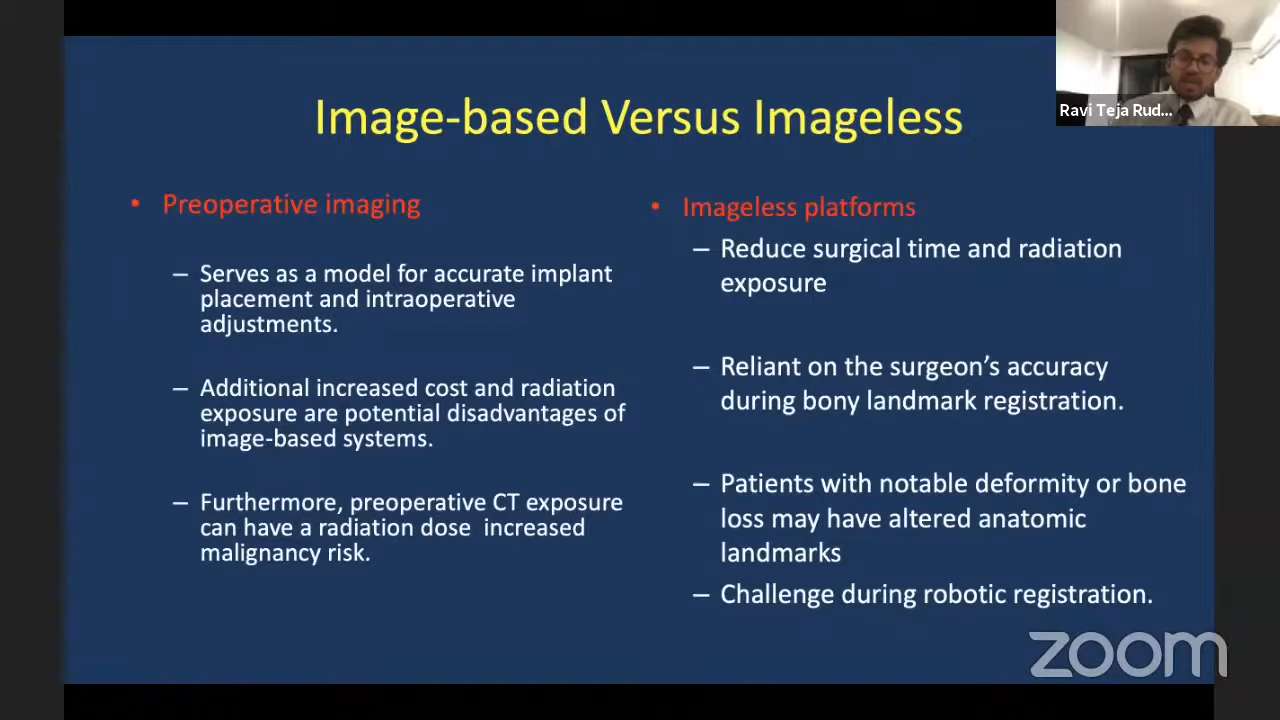 Image-based Versus Imageless
Ravi Teja Rud...
• Preoperative imaging
– Serves as a model for accurate implant
placement and intraoperative
adjustments.
– Additional increased cost and radiation
exposure are potential disadvantages of
image-based systems.
– Furthermore, preoperative CT exposure
can have a radiation dose  increased
malignancy risk.
• Imageless platforms
– Reduce surgical time and radiation
exposure
– Reliant on the surgeon’s accuracy
during bony landmark registration.
– Patients with notable deformity or bone
loss may have altered anatomic
landmarks
– Challenge during robotic registration.
zoom